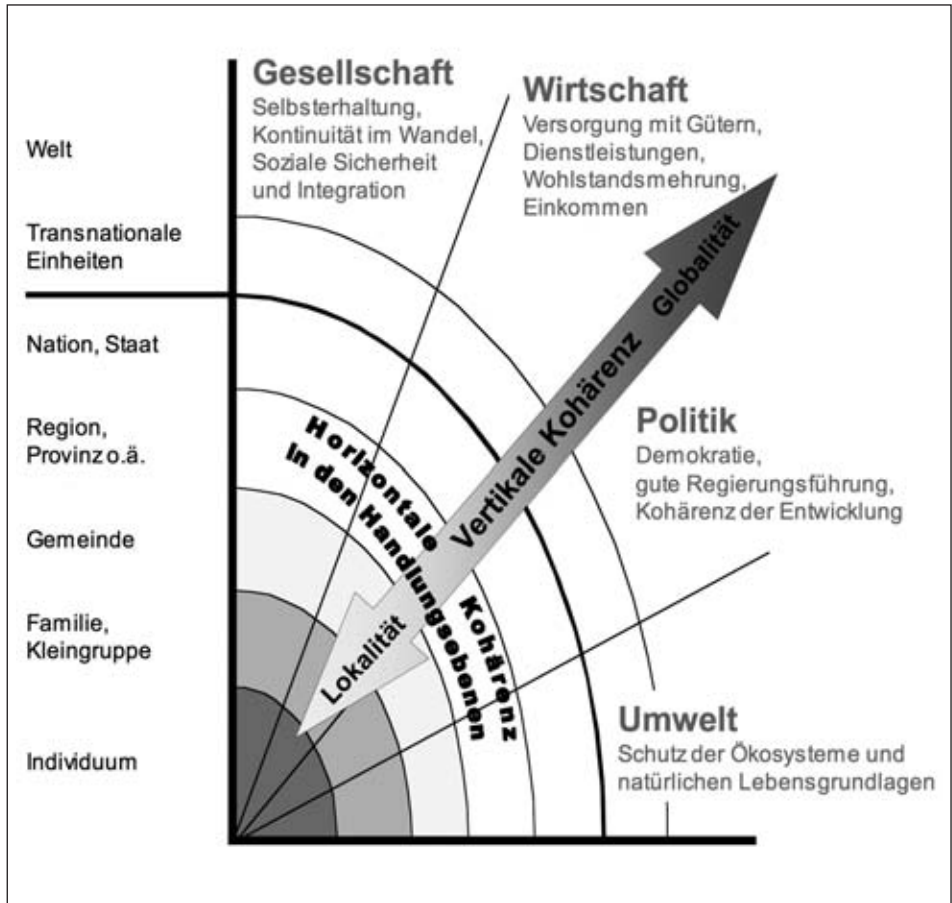 Gesellschaft
Selbsterhaltung,
Kontinuität im Wandel,
Soziale Sicherheit
und Integration
Wirtschaft
Versorgung mit Gütern,
Dienstleistungen,
Wohlstandsmehrung,
Einkommen
Politik
Demokratie,
gute Regierungsführung,
Kohärenz der Entwicklung
Umwelt
Schutz der Ökosysteme und
natürlichen Lebensgrundlagen
Welt
Transnationale
Einheiten
Nation, Staat
Region,
Provinz o.ä.
Gemeinde
Familie,
Kleingruppe
Individuum
Horizontale Kohärenz
in den Handlungsebenen
Lokalität Vertikale Kohärenz Globalität